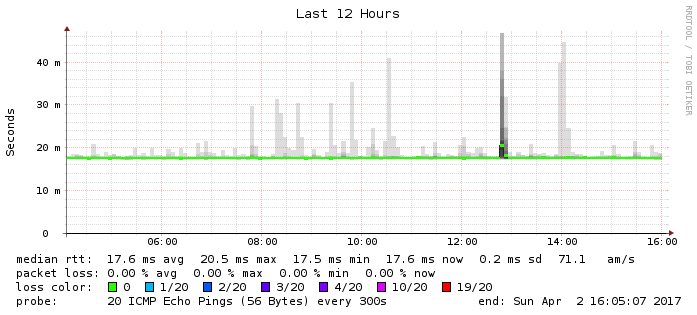 Last 12 Hours
RRDTOOL / TOBI OETIKER
Seconds
40 m
30 m
20 m
10 m
0
06:00 08:00 10:00 12:00 14:00 16:00
median rtt: 17.6 ms avg 20.5 ms max 17.5 ms min 17.6 ms now 0.2 ms sd 71.1 am/s
packet loss: 0.00 % avg 0.00 % max 0.00 % min 0.00 % now
loss color: 0 1/20 2/20 3/20 4/20 10/20 19/20
probe: 20 ICMP Echo Pings (56 Bytes) every 300s end: Sun Apr 2 16:05:07 2017